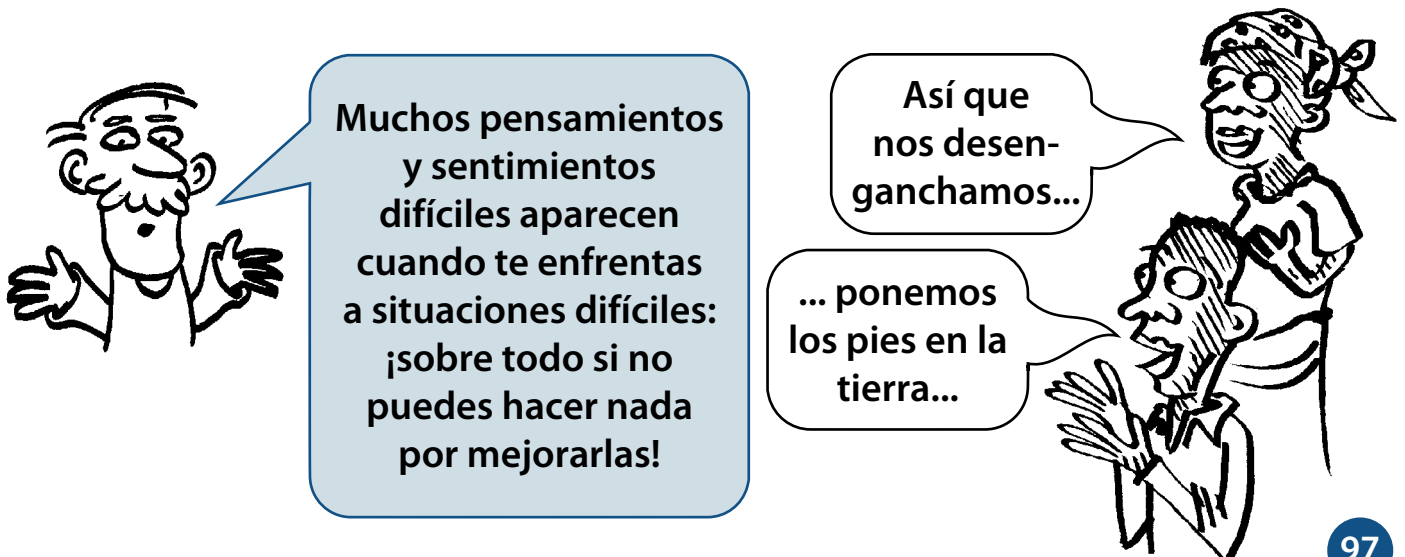 Muchos pensamientos
y sentimientos
difíciles aparecen
cuando te enfrentas
a situaciones difíciles:
¡sobre todo si no
puedes hacer nada
por mejorarlas!
Así que
nos desen-
ganchamos...
... ponemos
los pies en la
tierra...
97